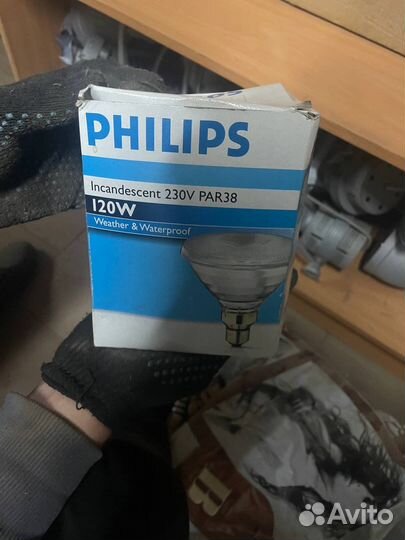 PHILIPS
Incandescent 230V PAR38
120W
Weather & Waterproof
B
Avito